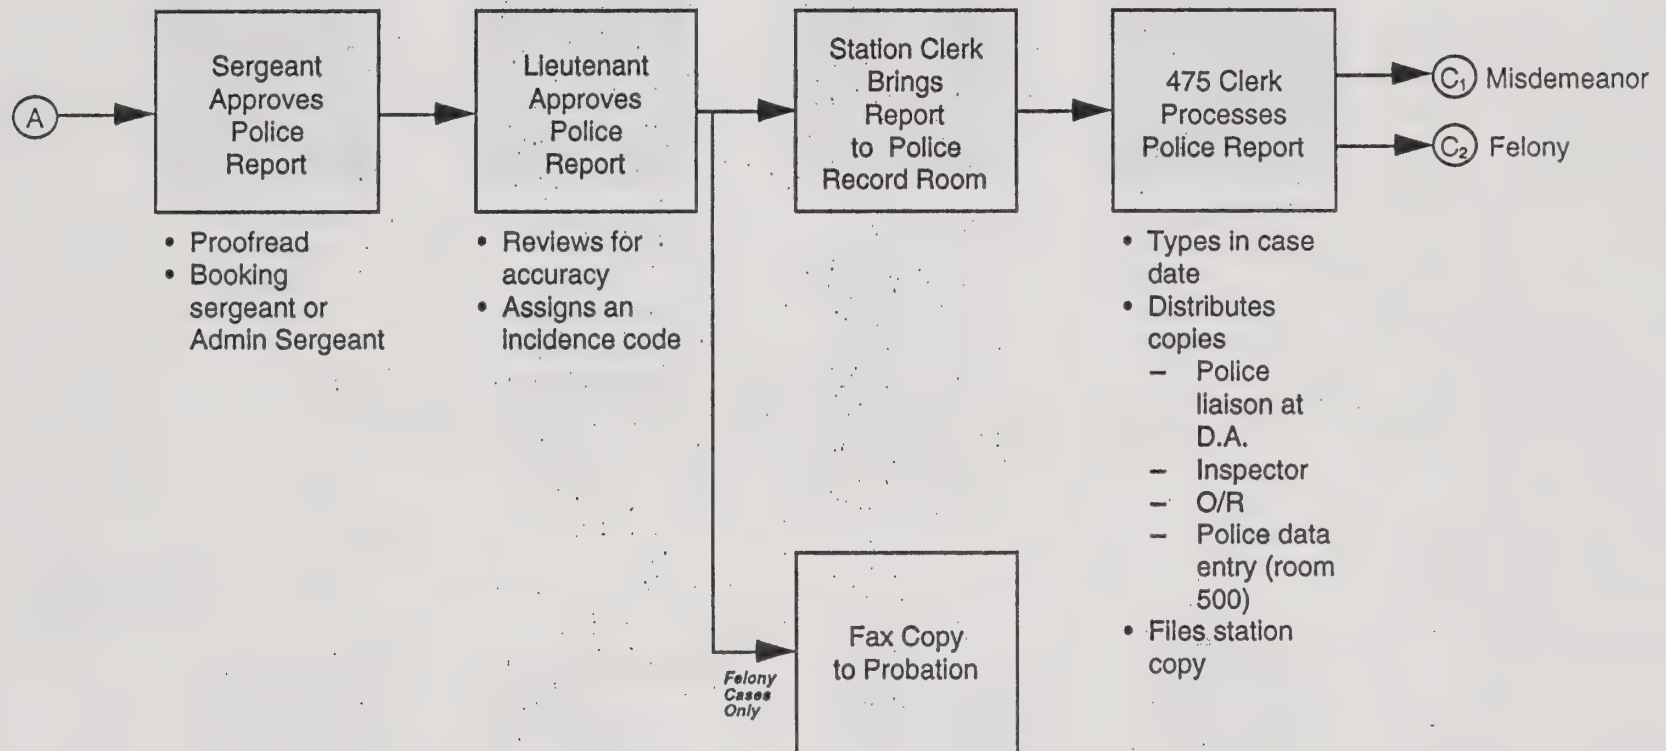 A
Sergeant
Approves
Police
Report
• Proofread
• Booking
sergeant or
Admin Sergeant
Lieutenant
Approves
Police
Report
• Reviews for
accuracy
• Assigns an
incidence code
Station Clerk
Brings
Report
to Police
Record Room
475 Clerk
Processes
Police Report
• Types in case
date
• Distributes
copies
– Police
liaison at
D.A.
– Inspector
– O/R
– Police data
entry (room
500)
• Files station
copy
C₁ Misdemeanor
C₂ Felony
Felony
Cases
Only
Fax Copy
to Probation